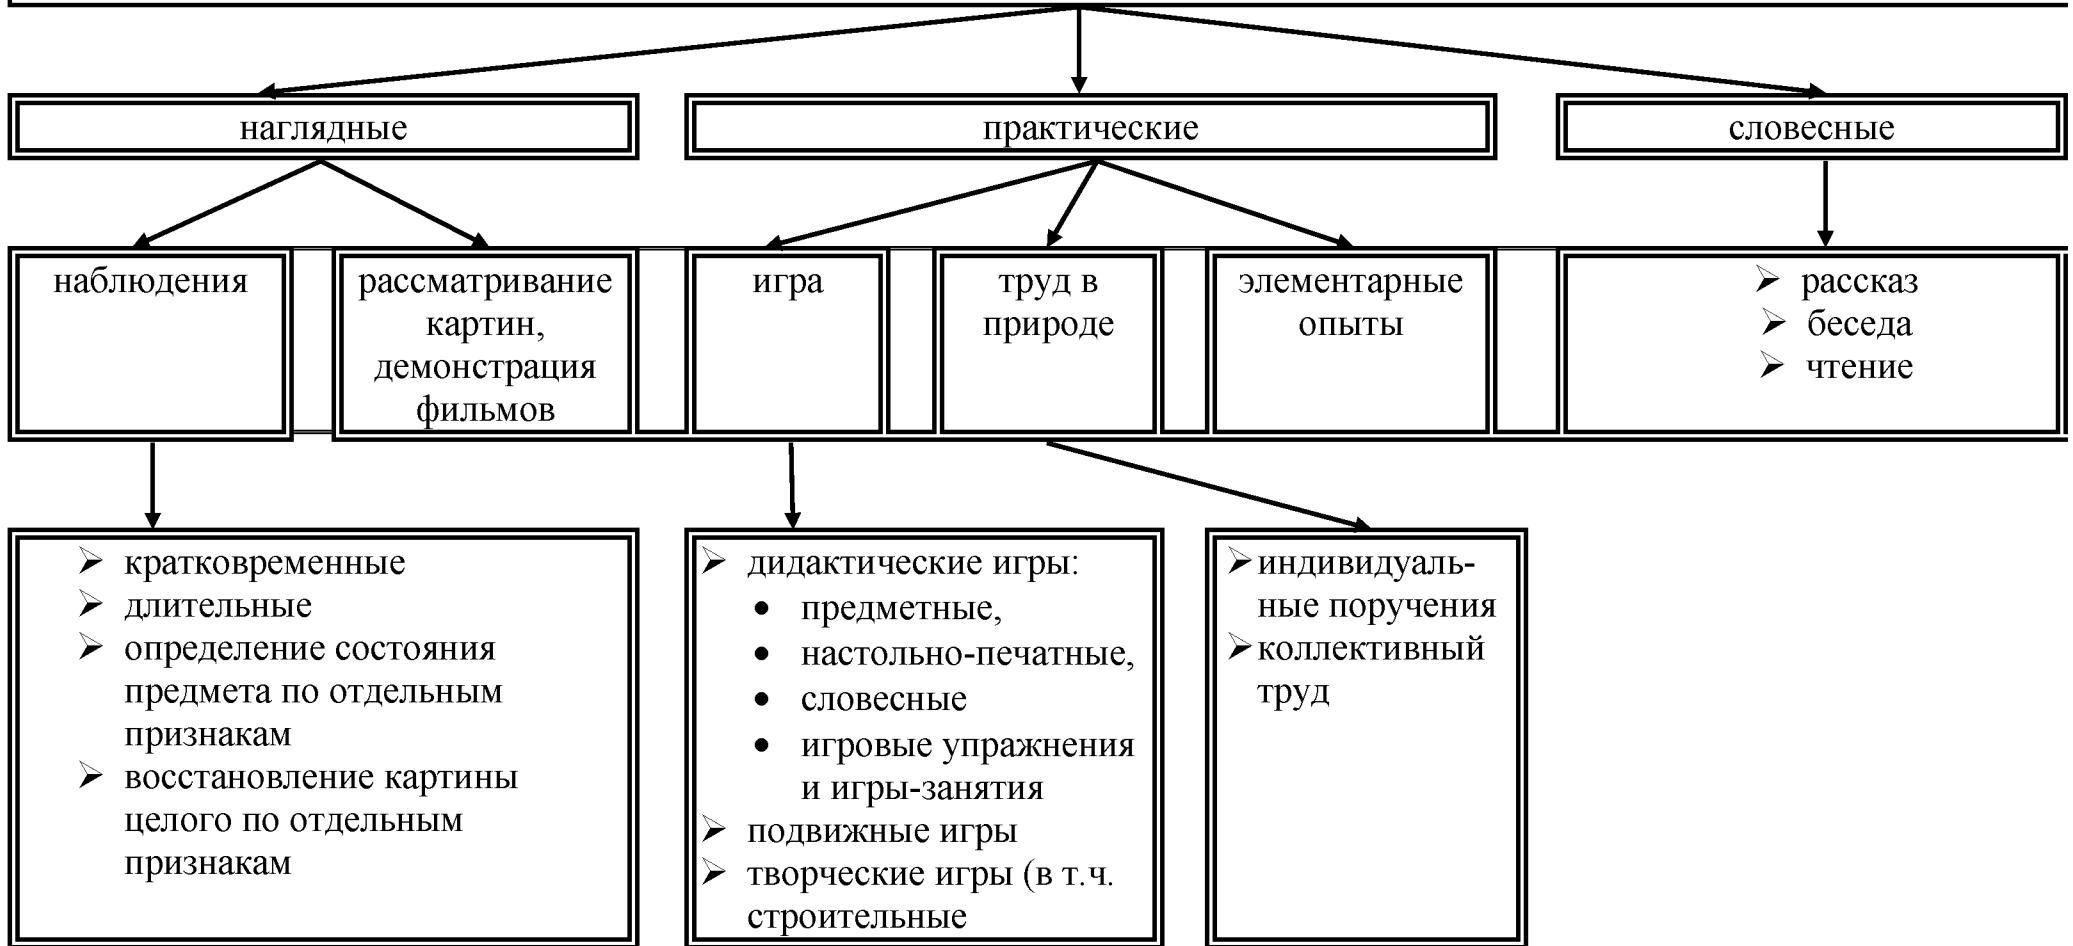 наглядные
практические
словесные
наблюдения
рассматривание
картин,
демонстрация
фильмов
игра
труд в
природе
элементарные
опыты
➢ рассказ
➢ беседа
➢ чтение
➢ кратковременные
➢ длительные
➢ определение состояния
предмета по отдельным
признакам
➢ восстановление картины
целого по отдельным
признакам
➢ дидактические игры:
• предметные,
• настольно-печатные,
• словесные
• игровые упражнения
и игры-занятия
➢ подвижные игры
➢ творческие игры (в т.ч.
строительные
➢ индивидуаль-
ные поручения
➢ коллективный
труд